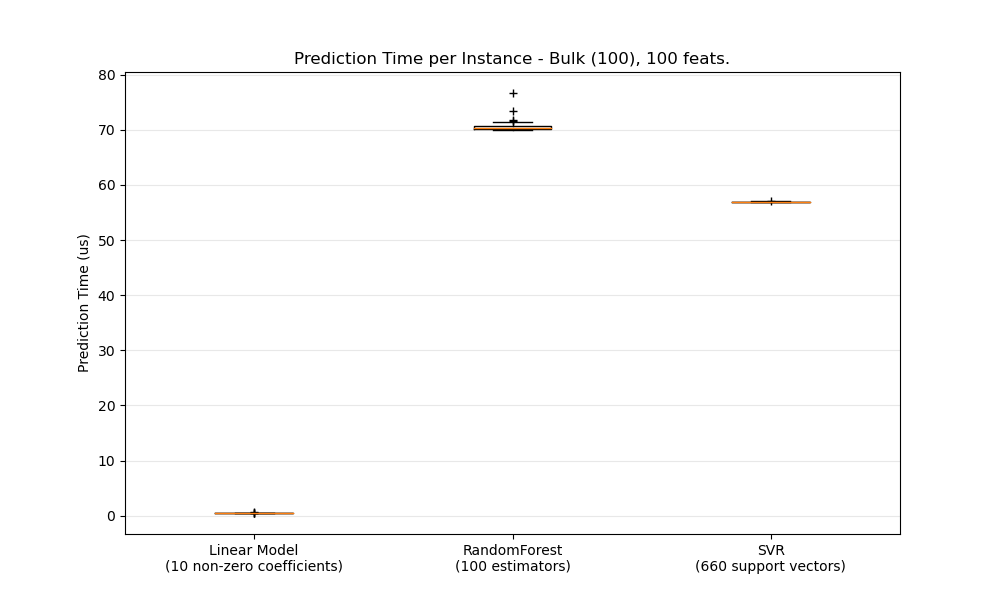 Prediction Time per Instance - Bulk (100), 100 feats.
80
70
60
50
40
30
20
10
0
Prediction Time (us)
Linear Model
(10 non-zero coefficients)
RandomForest
(100 estimators)
SVR
(660 support vectors)